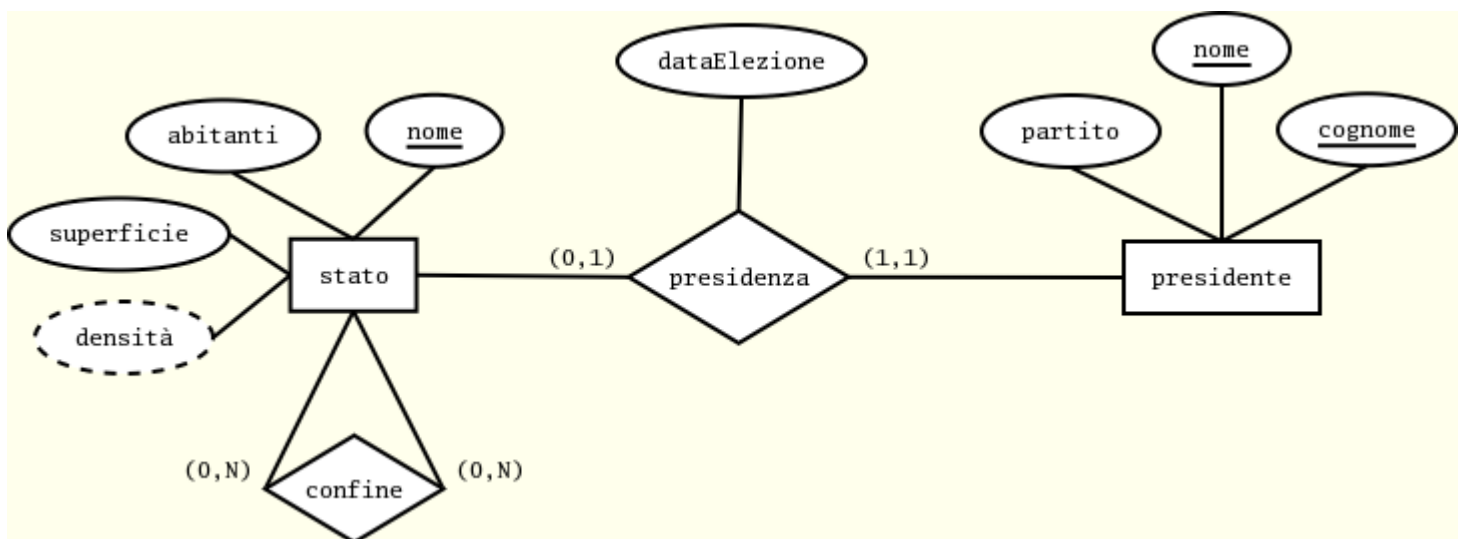 nome
dataElezione
abitanti
nome
partito
cognome
superficie
(0,1)
(1,1)
stato
presidenza
presidente
densità
(0,N)
(0,N)
confine